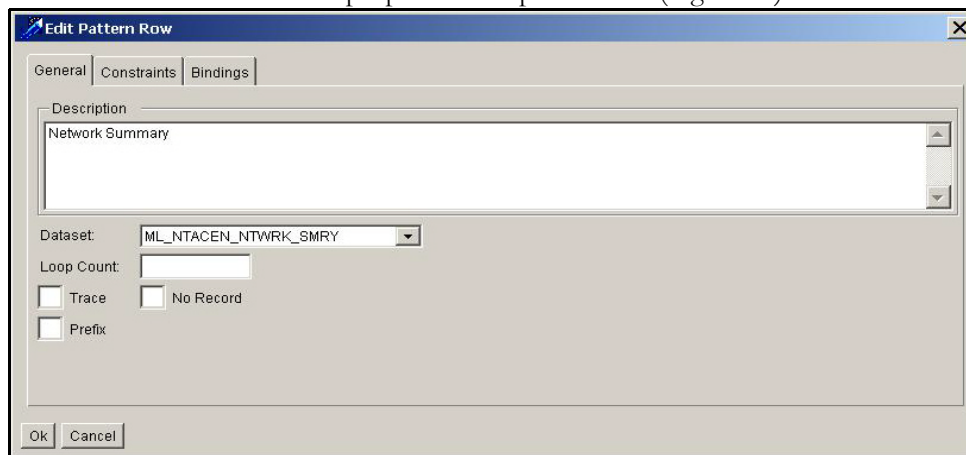 Edit Pattern Row
General Constraints Bindings
Description
Network Summary
Dataset: ML_NTACEN_NTWRK_SMRY
Loop Count:
Trace No Record
Prefix
Ok Cancel